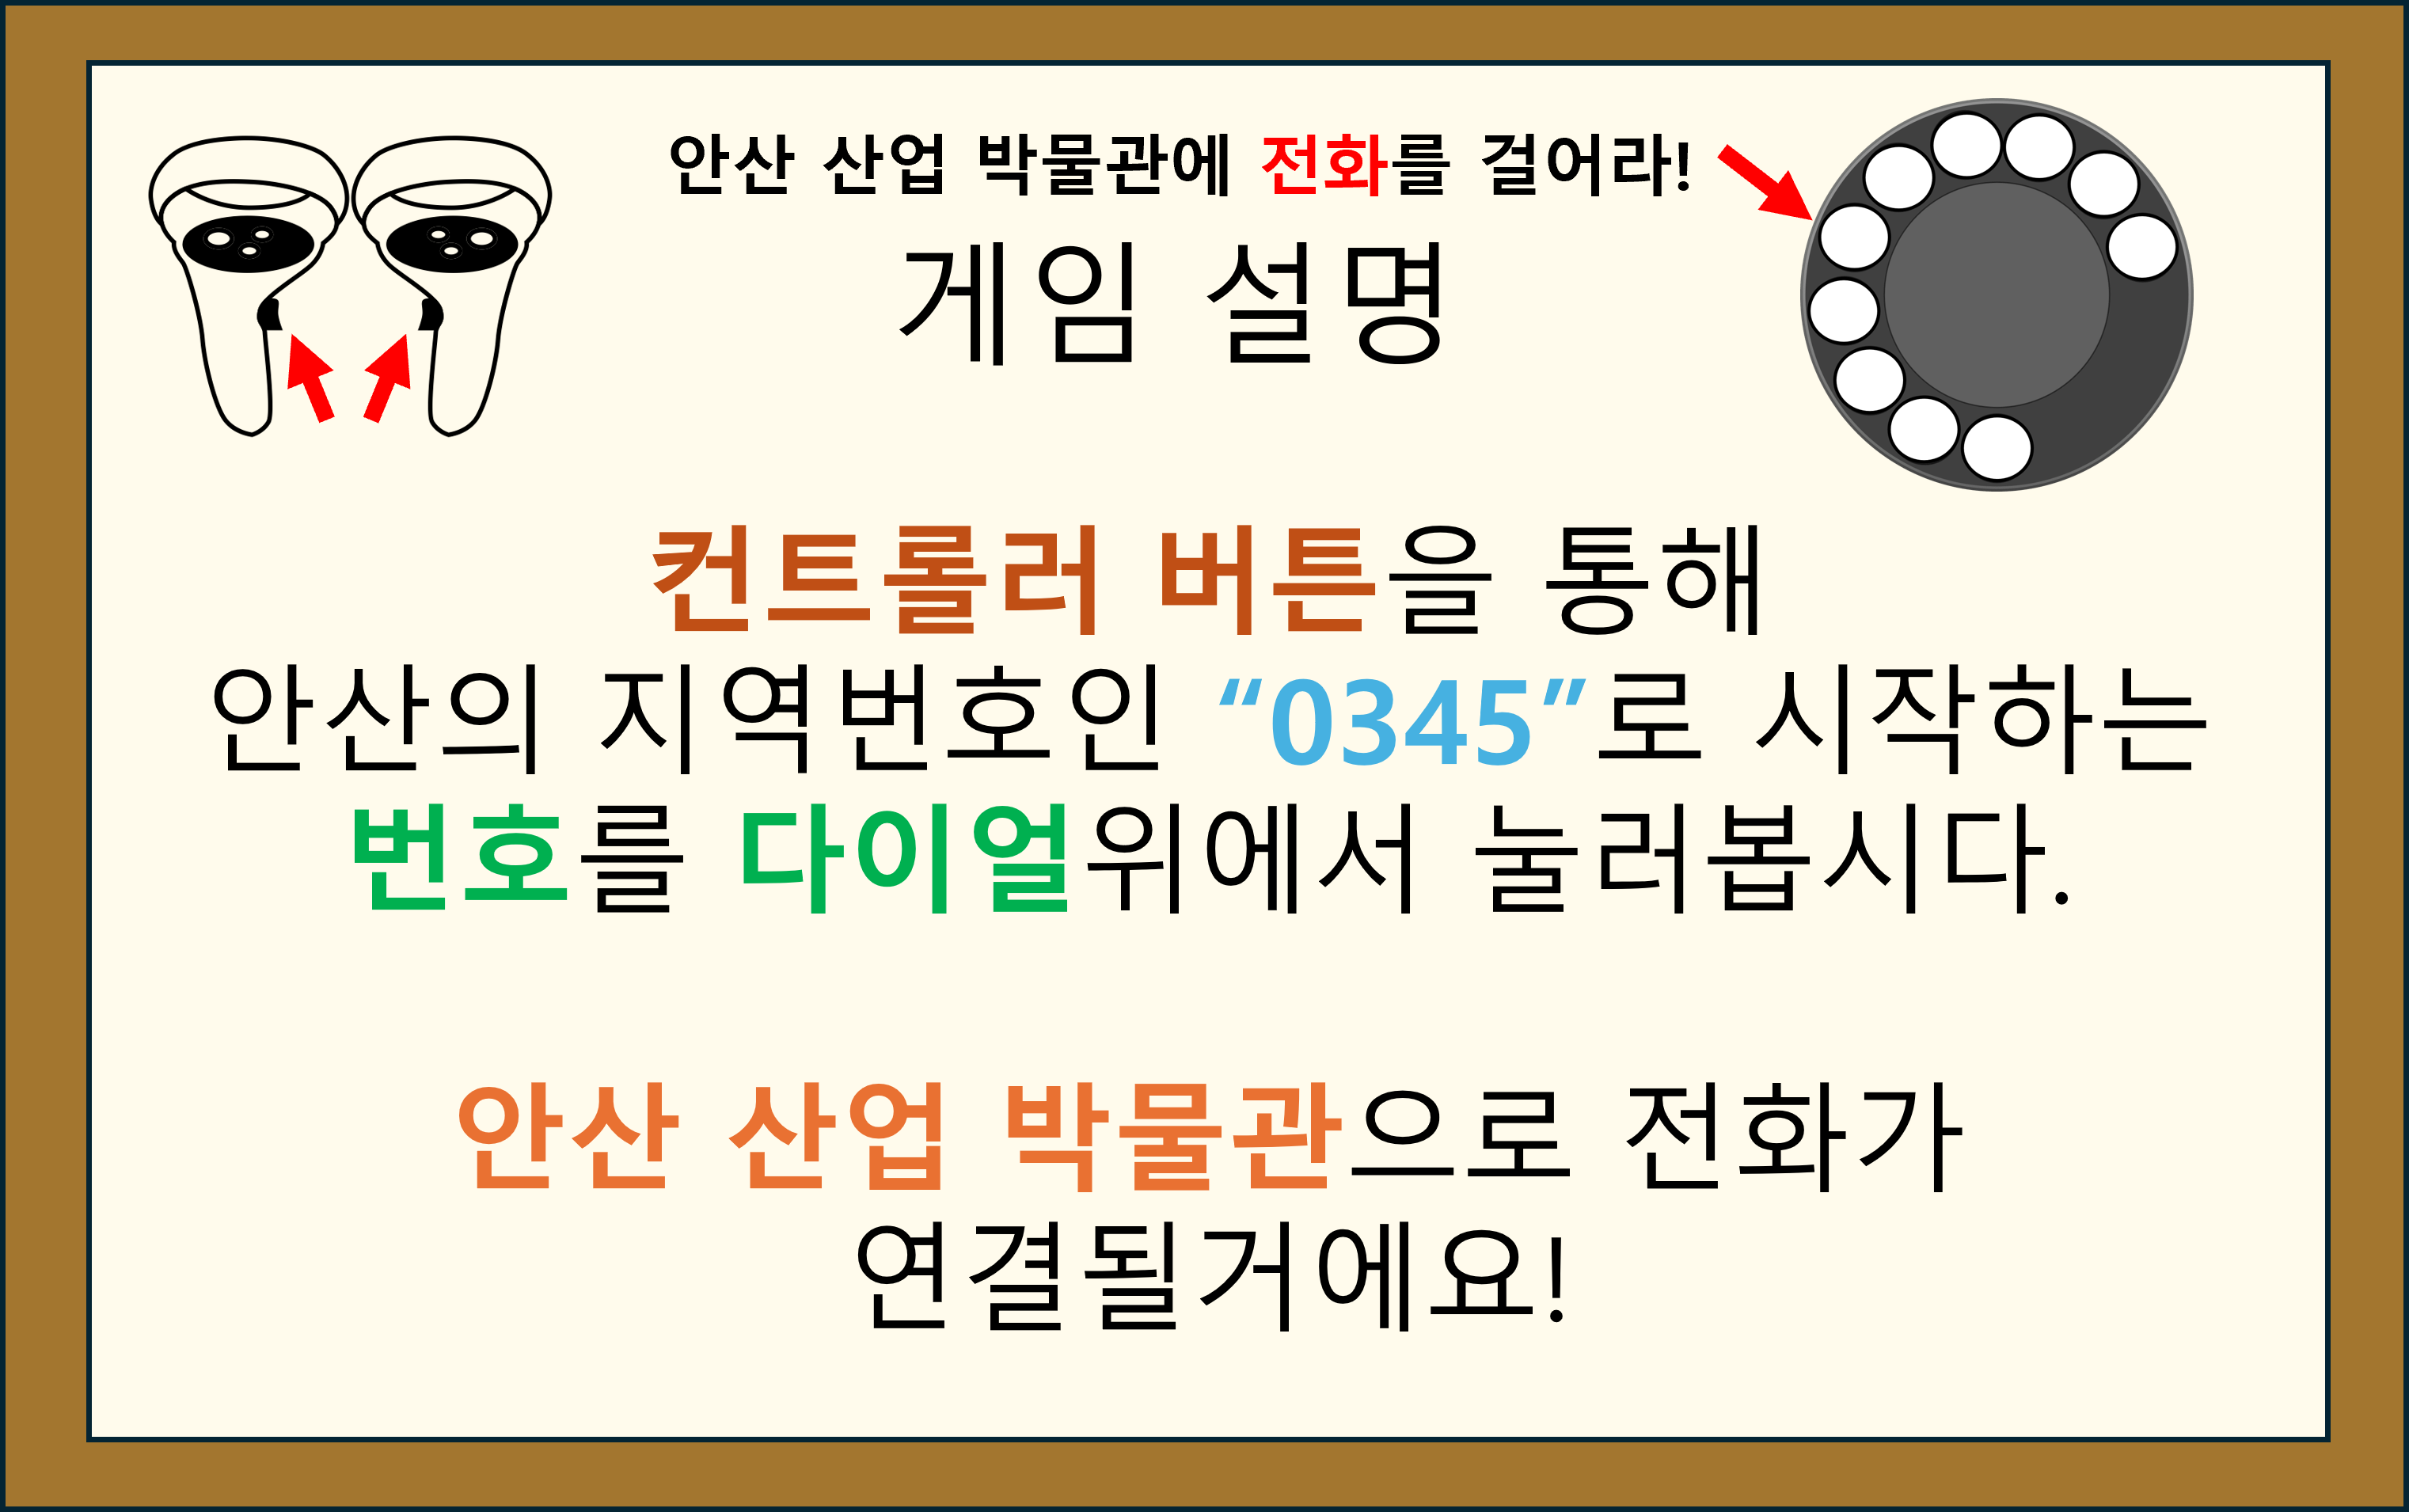 안산 산업 박물관에 전화를 걸어라!
게임 설명
컨트롤러 버튼을 통해
안산의 지역번호인 “0345”로 시작하는
번호를 다이얼위에서 눌러봅시다.
안산 산업 박물관으로 전화가
연결될거에요!